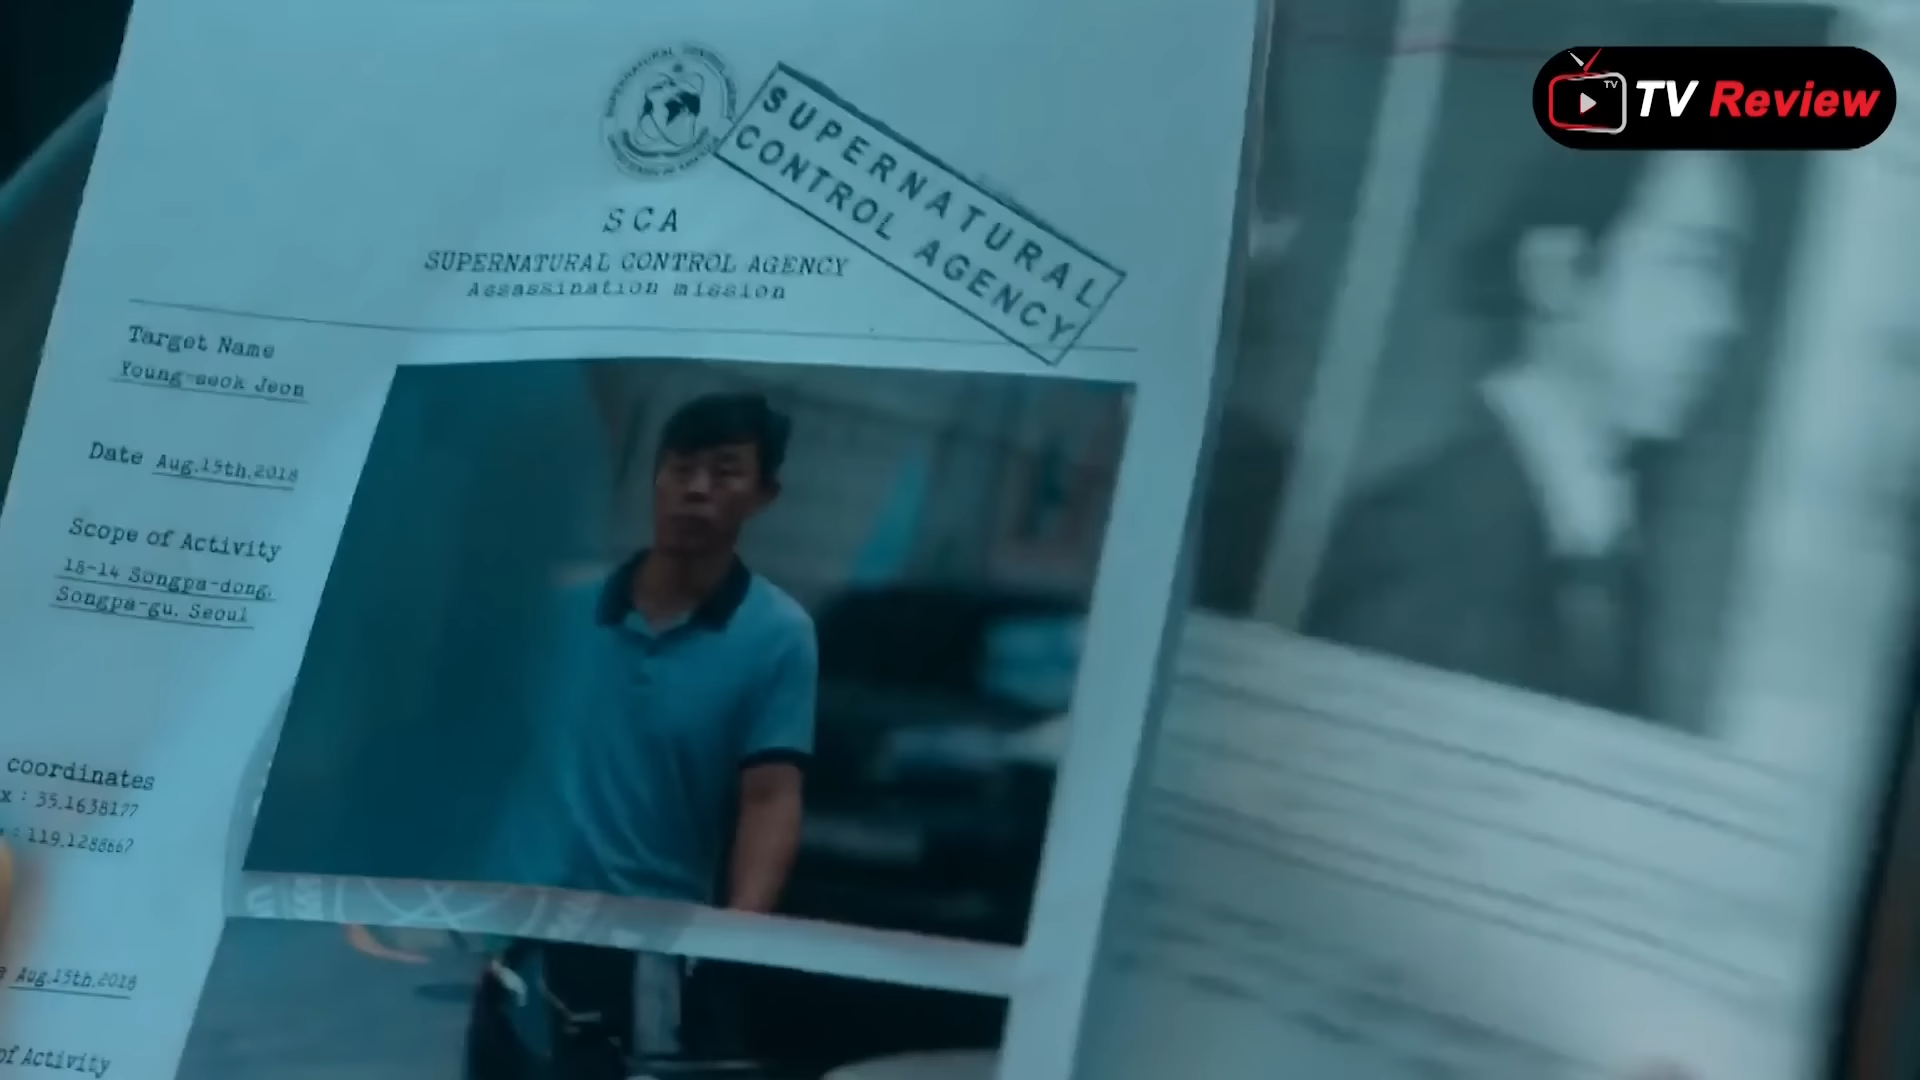 TV Review
TV
SUPERNATURAL
CONTROL AGENCY
SCA
SUPERNATURAL CONTROL AGENCY
Assassination mission
Target Name
Young-seok Jeon
Date Aug.15th.2018
Scope of Activity
18-14 Songpa-dong,
Songpa-gu, Seoul
coordinates
x : 35.1638177
: 119.1288667
Aug.15th.2018
of Activity